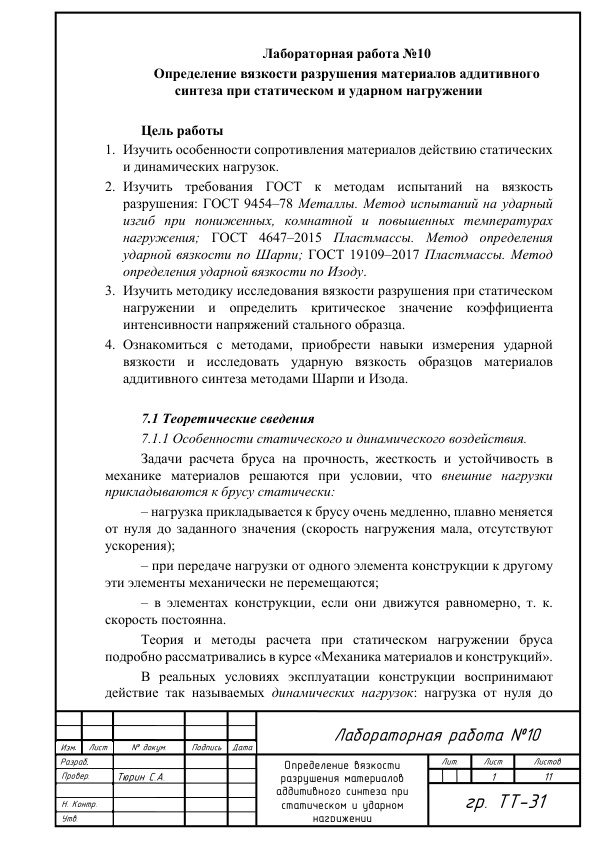 Лабораторная работа №10
Определение вязкости разрушения материалов аддитивного
синтеза при статическом и ударном нагружении
Цель работы
1. Изучить особенности сопротивления материалов действию статических
и динамических нагрузок.
2. Изучить требования ГОСТ к методам испытаний на вязкость
разрушения: ГОСТ 9454–78 Металлы. Метод испытаний на ударный
изгиб при пониженных, комнатной и повышенных температурах
нагружения; ГОСТ 4647–2015 Пластмассы. Метод определения
ударной вязкости по Шарпи; ГОСТ 19109–2017 Пластмассы. Метод
определения ударной вязкости по Изоду.
3. Изучить методику исследования вязкости разрушения при статическом
нагружении и определить критическое значение коэффициента
интенсивности напряжений стального образца.
4. Ознакомиться с методами, приобрести навыки измерения ударной
вязкости и исследовать ударную вязкость образцов материалов
аддитивного синтеза методами Шарпи и Изода.
7.1 Теоретические сведения
7.1.1 Особенности статического и динамического воздействия.
Задачи расчета бруса на прочность, жесткость и устойчивость в
механике материалов решаются при условии, что внешние нагрузки
прикладываются к брусу статически:
– нагрузка прикладывается к брусу очень медленно, плавно меняется
от нуля до заданного значения (скорость нагружения мала, отсутствуют
ускорения);
– при передаче нагрузки от одного элемента конструкции к другому
эти элементы механически не перемещаются;
– в элементах конструкции, если они движутся равномерно, т. к.
скорость постоянна.
Теория и методы расчета при статическом нагружении бруса
подробно рассматривались в курсе «Механика материалов и конструкций».
В реальных условиях эксплуатации конструкции воспринимают
действие так называемых динамических нагрузок: нагрузка от нуля до
Изм. Лист № докум. Подпись Дата
Лабораторная работа №10
Разраб.
Провер. Тюрин С.А.
Н. Контр.
Утв.
Определение вязкости
разрушения материалов
аддитивного синтеза при
статическом и ударном
нагружении
Лит Лист Листов
1 11
гр. ТТ-31